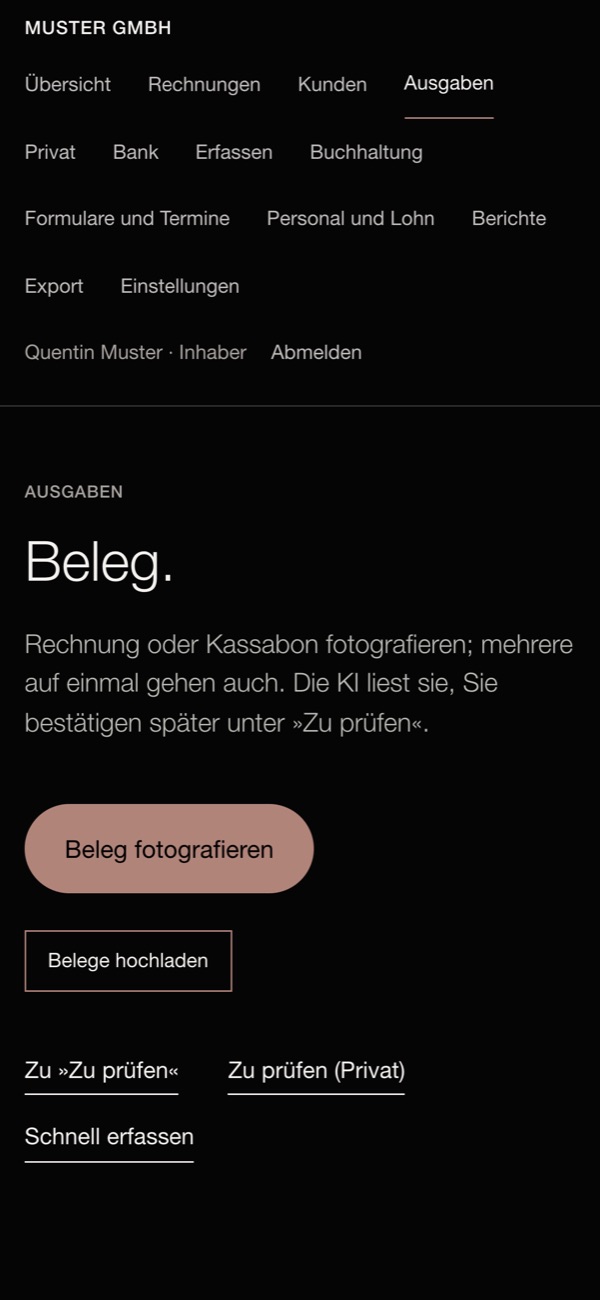 MUSTER GMBH
Übersicht Rechnungen Kunden Ausgaben
Privat Bank Erfassen Buchhaltung
Formulare und Termine Personal und Lohn Berichte
Export Einstellungen
Quentin Muster · Inhaber Abmelden
AUSGABEN
Beleg.
Rechnung oder Kassabon fotografieren; mehrere
auf einmal gehen auch. Die KI liest sie, Sie
bestätigen später unter »Zu prüfen«.
Beleg fotografieren
Belege hochladen
Zu »Zu prüfen« Zu prüfen (Privat)
Schnell erfassen